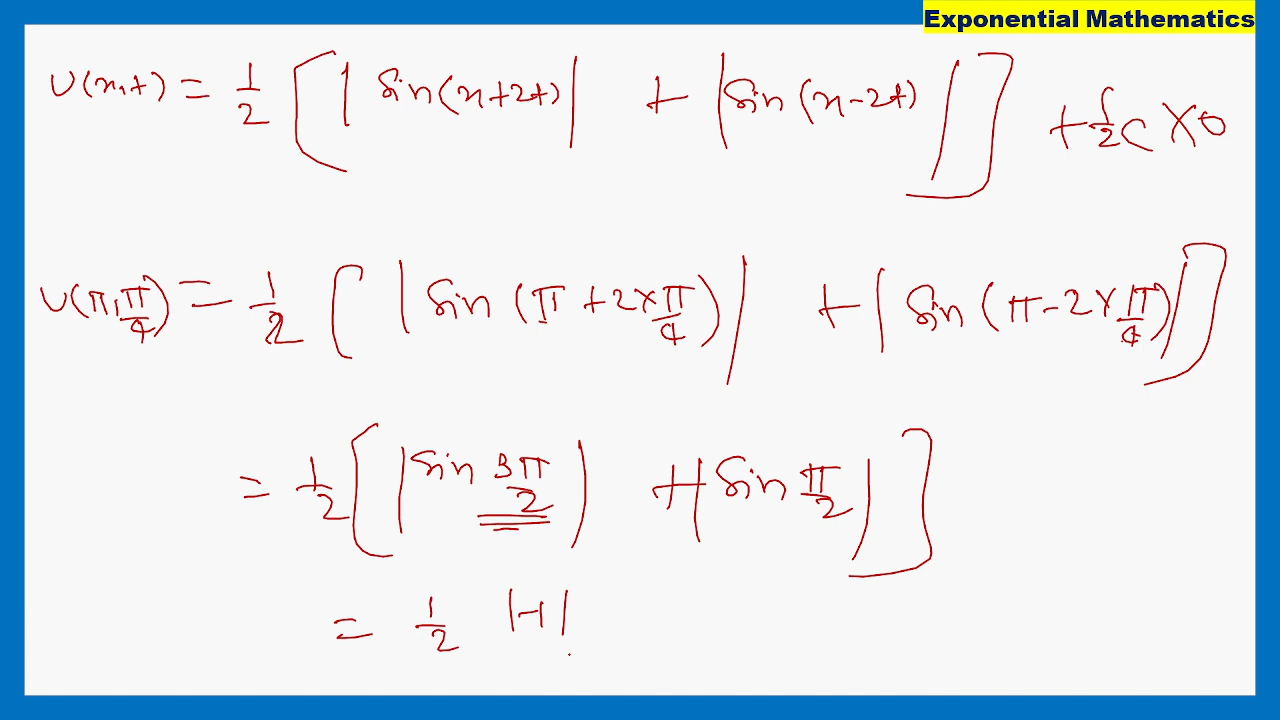 Exponential Mathematics
U(x,t) = 1/2 [ |sin(x+2t)| + |sin(x-2t)| ] + 1/2c × 0
U(π,π/4) = 1/2 [ |sin(π+2×π/4)| + |sin(π-2×π/4)| ]
= 1/2 [ |sin 3π/2| + |sin π/2| ]
= 1/2 |-1